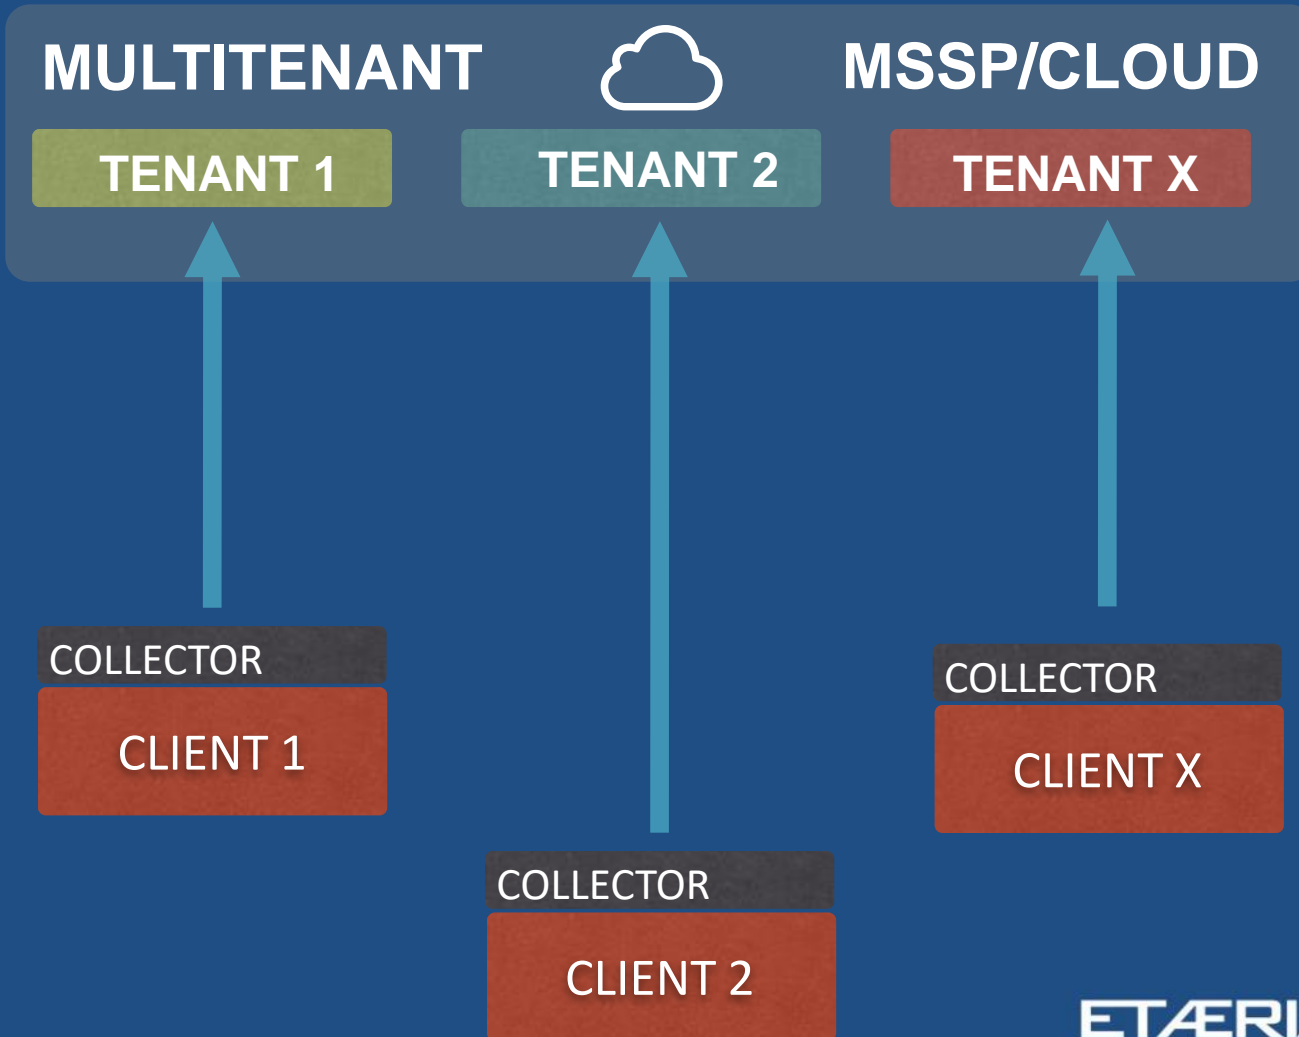 MULTITENANT MSSP/CLOUD
TENANT 1 TENANT 2 TENANT X
COLLECTOR
CLIENT 1
COLLECTOR
CLIENT X
COLLECTOR
CLIENT 2